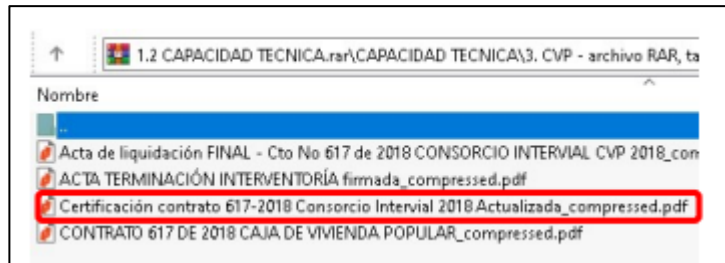 1.2 CAPACIDAD TECNICA.rar\CAPACIDAD TECNICA\3. CVP - archivo RAR, ta
Nombre
..
Acta de liquidación FINAL - Cto No 617 de 2018 CONSORCIO INTERVIAL CVP 2018_com
ACTA TERMINACIÓN INTERVENTORÍA firmada_compressed.pdf
Certificación contrato 617-2018 Consorcio Intervial 2018 Actualizada_compressed.pdf
CONTRATO 617 DE 2018 CAJA DE VIVIENDA POPULAR_compressed.pdf